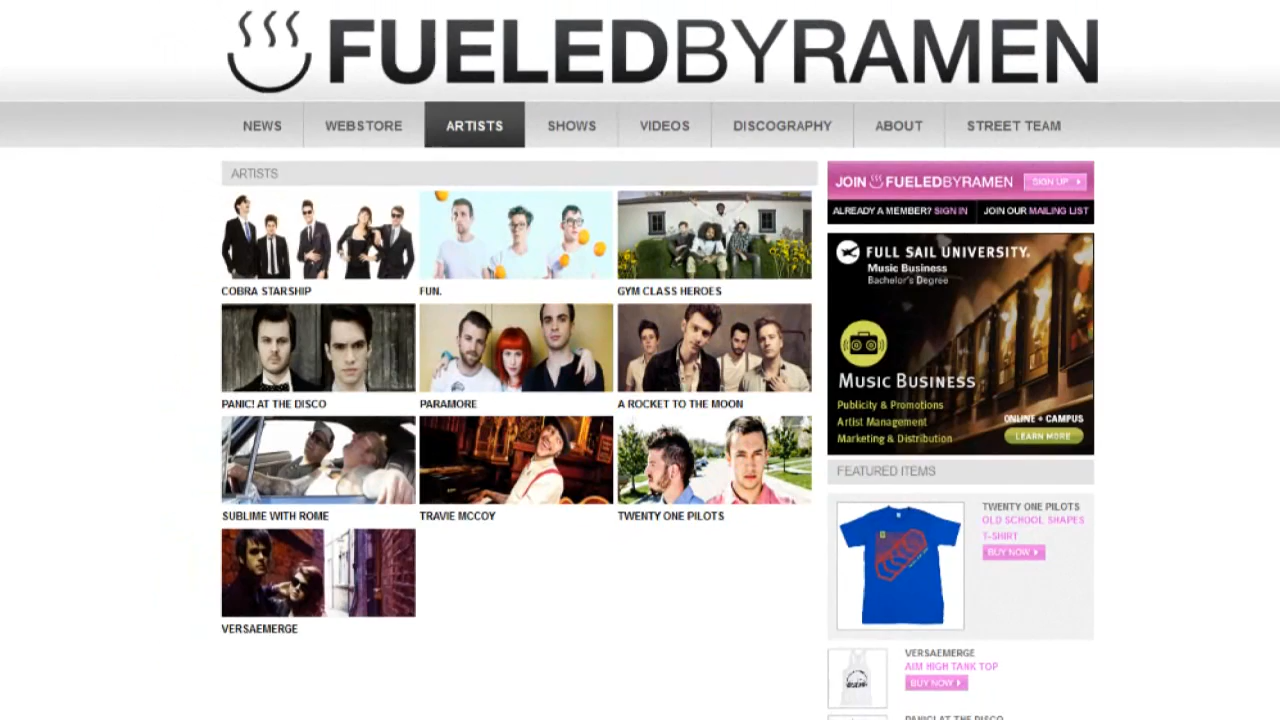 FUELEDBYRAMEN
NEWS
WEBSTORE
ARTISTS
SHOWS
VIDEOS
DISCOGRAPHY
ABOUT
STREET TEAM
ARTISTS
COBRA STARSHIP
FUN.
GYM CLASS HEROES
PANIC! AT THE DISCO
PARAMORE
A ROCKET TO THE MOON
SUBLIME WITH ROME
TRAVIE MCCOY
TWENTY ONE PILOTS
VERSAEMERGE
JOIN FUELEDBYRAMEN
SIGN UP
ALREADY A MEMBER? SIGN IN
JOIN OUR MAILING LIST
FULL SAIL UNIVERSITY.
Music Business
Bachelor's Degree
MUSIC BUSINESS
Publicity & Promotions
Artist Management
Marketing & Distribution
ONLINE + CAMPUS
LEARN MORE
FEATURED ITEMS
TWENTY ONE PILOTS
OLD SCHOOL SHAPES
T-SHIRT
BUY NOW
VERSAEMERGE
AIM HIGH TANK TOP
BUY NOW
PANIC! AT THE DISCO